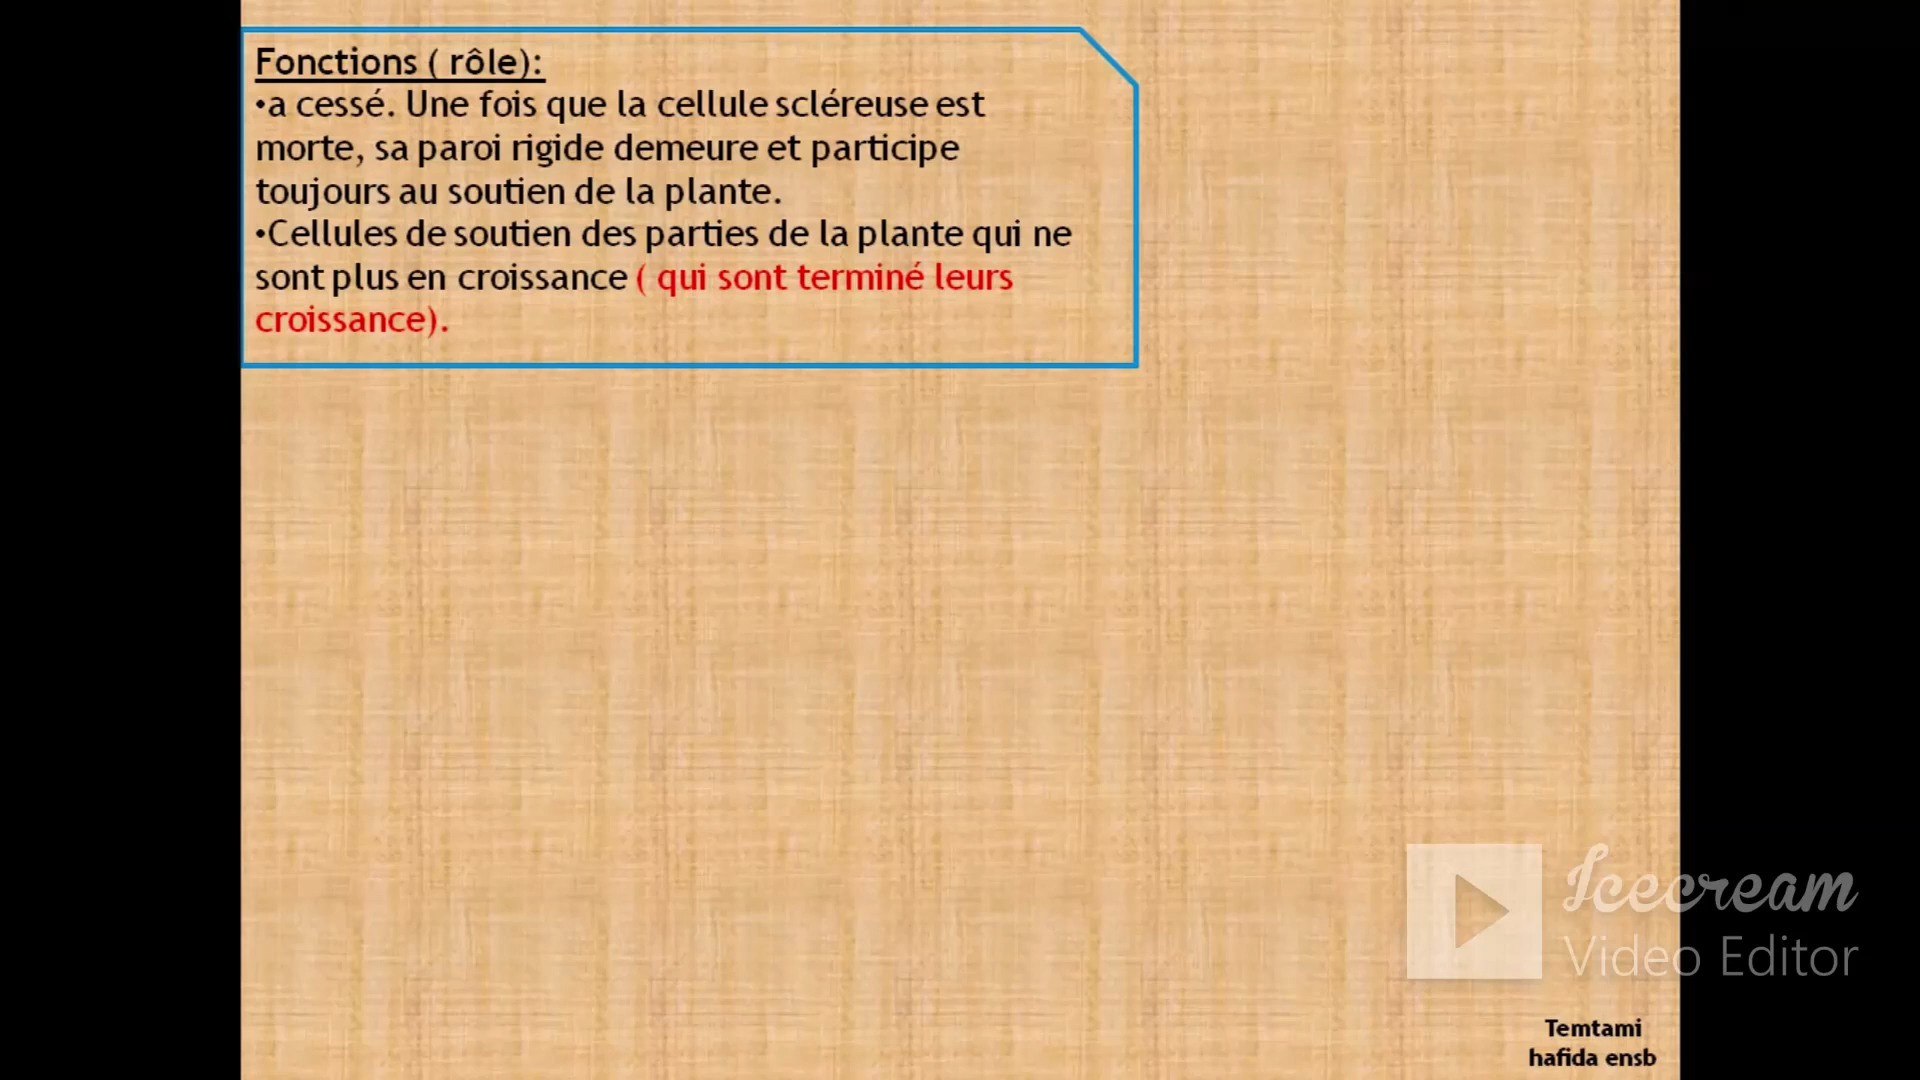 Fonctions ( rôle):
•a cessé. Une fois que la cellule scléreuse est
morte, sa paroi rigide demeure et participe
toujours au soutien de la plante.
•Cellules de soutien des parties de la plante qui ne
sont plus en croissance ( qui sont terminé leurs
croissance).
Icecream
Video Editor
Temtami
hafida ensb